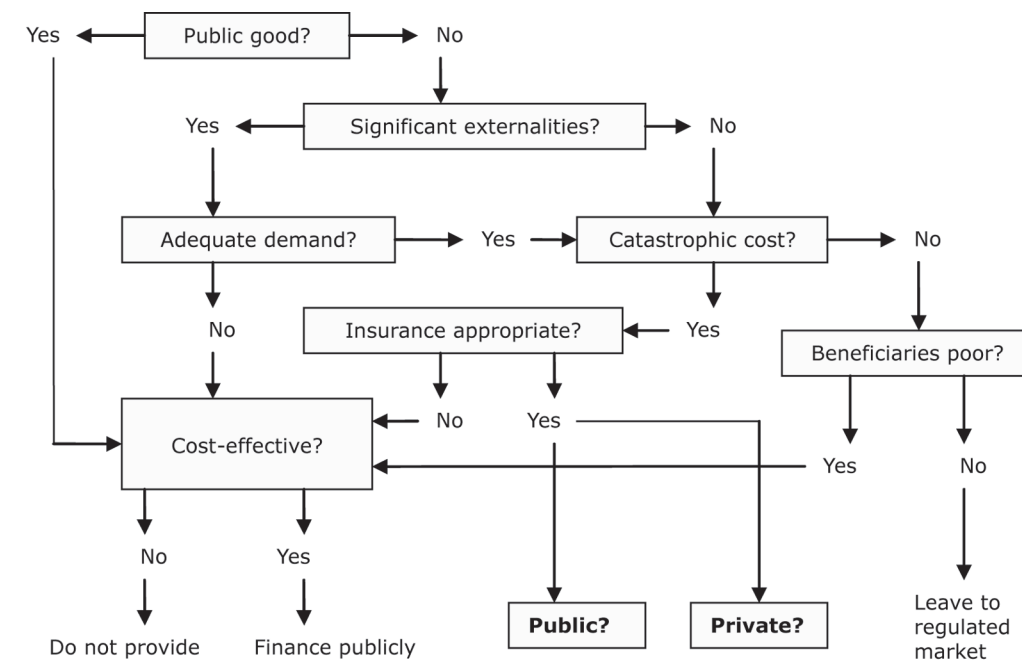 Yes
Public good?
No
Yes
Significant externalities?
No
Adequate demand?
Yes
Catastrophic cost?
No
No
Insurance appropriate?
Yes
Beneficiaries poor?
Cost-effective?
No
Yes
Yes
No
No
Yes
Do not provide
Finance publicly
Public?
Private?
Leave to
regulated
market